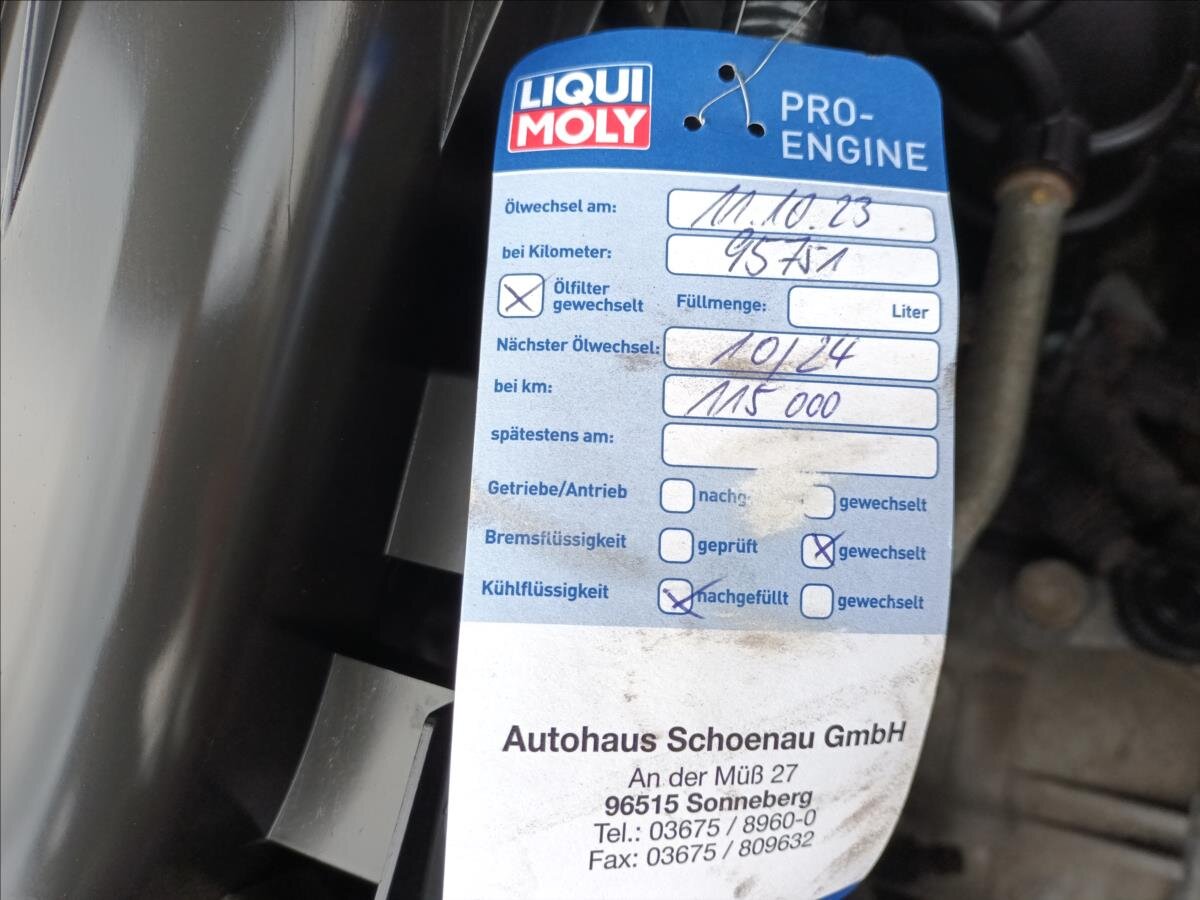 LIQUI
MOLY
PRO-
ENGINE
Ölwechsel am: 11.10.23
bei Kilometer: 95751
Ölfilter
gewechselt
Füllmenge: Liter
Nächster Ölwechsel: 10/24
bei km: 115 000
spätestens am:
Getriebe/Antrieb gewechselt
Bremsflüssigkeit geprüft gewechselt
Kühlflüssigkeit nachgefüllt gewechselt
Autohaus Schoenau GmbH
An der Müß 27
96515 Sonneberg
Tel.: 03675 / 8960-0
Fax: 03675 / 809632